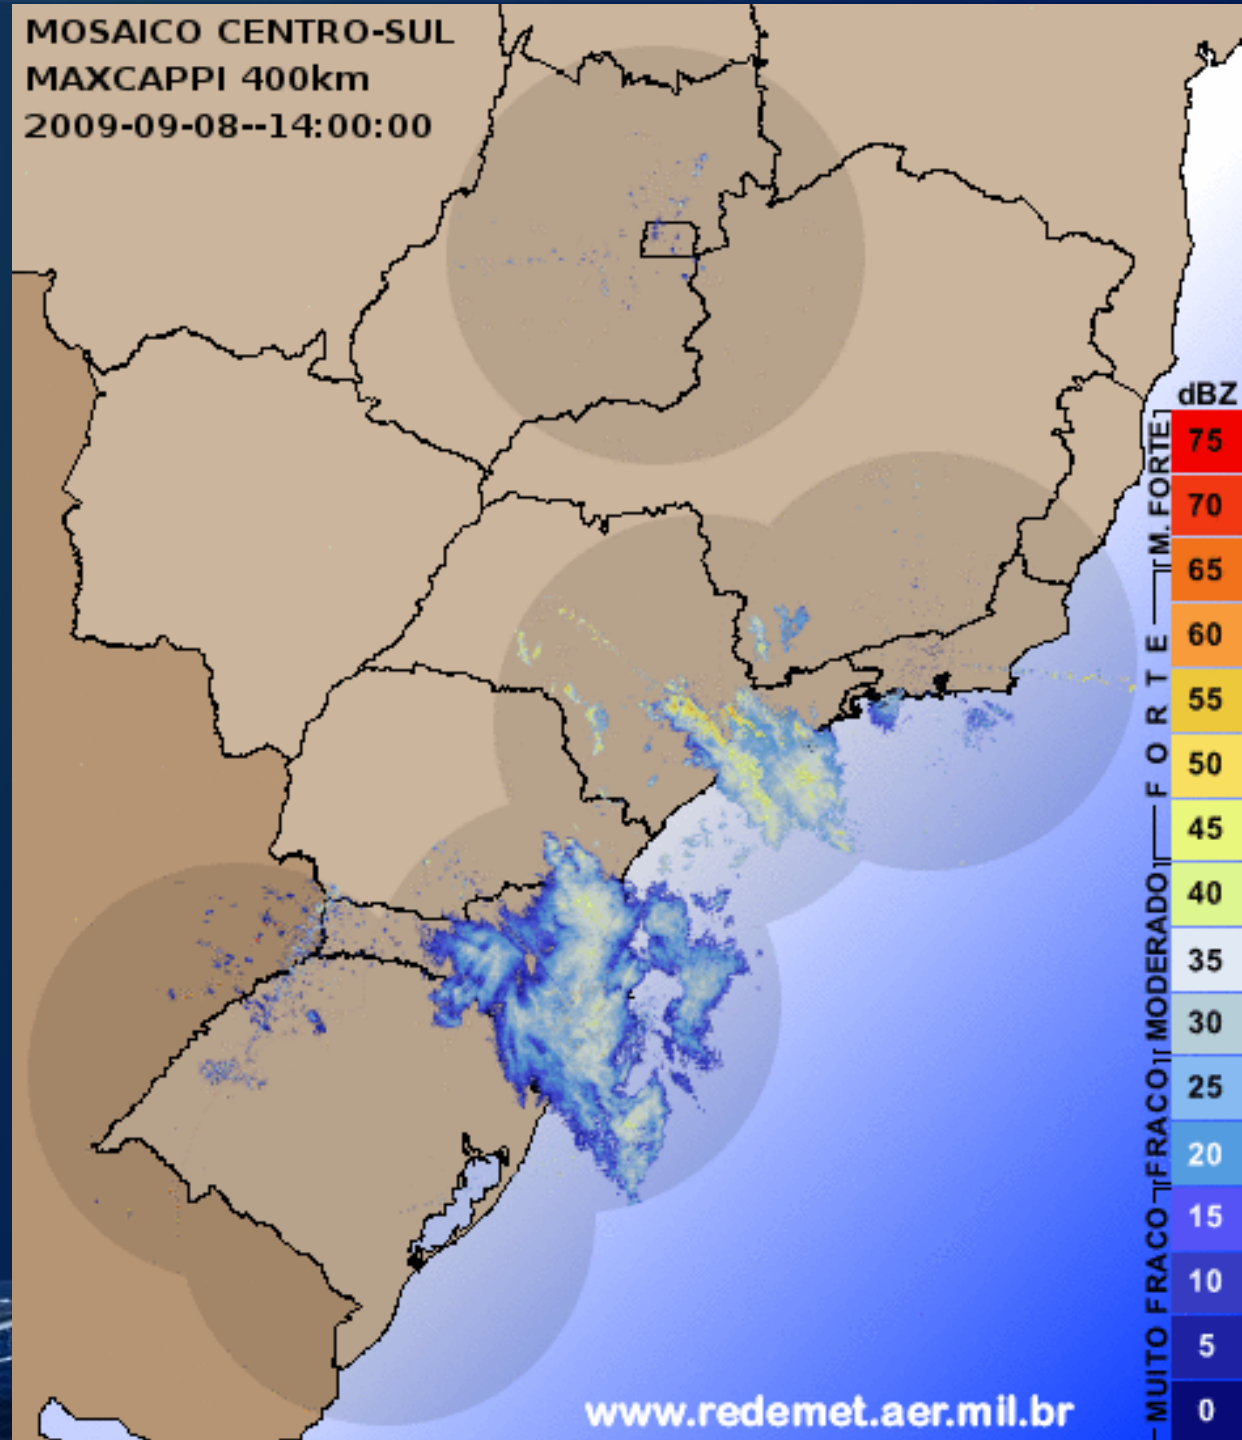 MOSAICO CENTRO-SUL
MAXCAPPI 400km
2009-09-08--14:00:00
dBZ
75
70
65
60
55
50
45
40
35
30
25
20
15
10
5
0
M. FORTE
FORTE
MODERADO
FRACO
MUITO FRACO
www.redemet.aer.mil.br